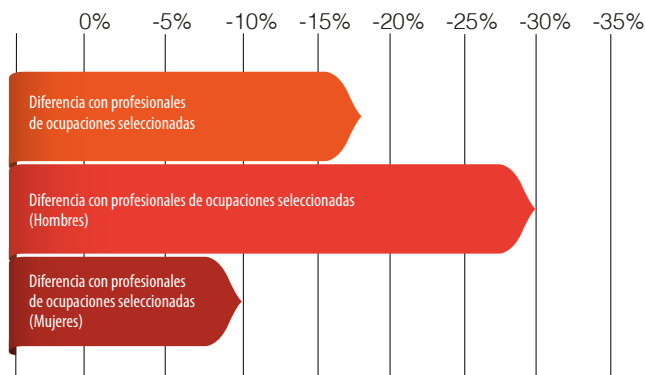 0% -5% -10% -15% -20% -25% -30% -35%
Diferencia con profesionales
de ocupaciones seleccionadas
Diferencia con profesionales de ocupaciones seleccionadas
(Hombres)
Diferencia con profesionales
de ocupaciones seleccionadas
(Mujeres)